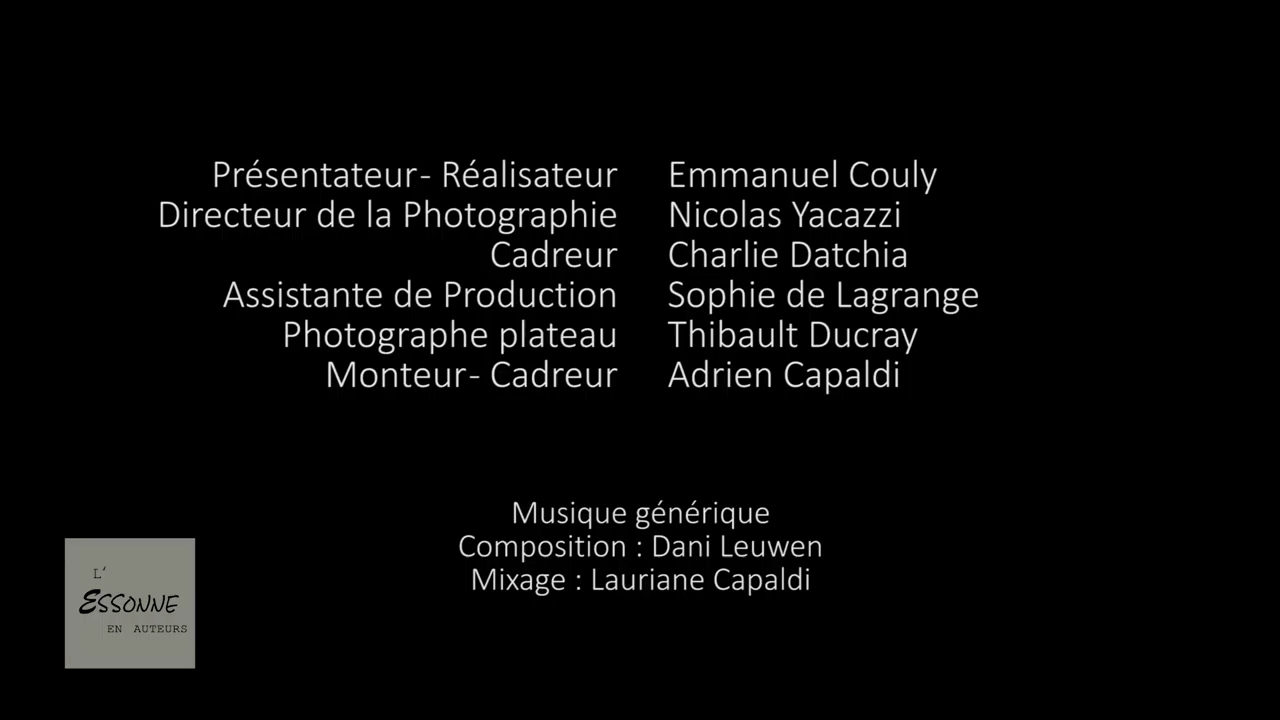 Présentateur- Réalisateur Emmanuel Couly
Directeur de la Photographie Nicolas Yacazzi
Cadreur Charlie Datchia
Assistante de Production Sophie de Lagrange
Photographe plateau Thibault Ducray
Monteur- Cadreur Adrien Capaldi
Musique générique
Composition : Dani Leuwen
Mixage : Lauriane Capaldi
L'
ESSONNE
EN AUTEURS